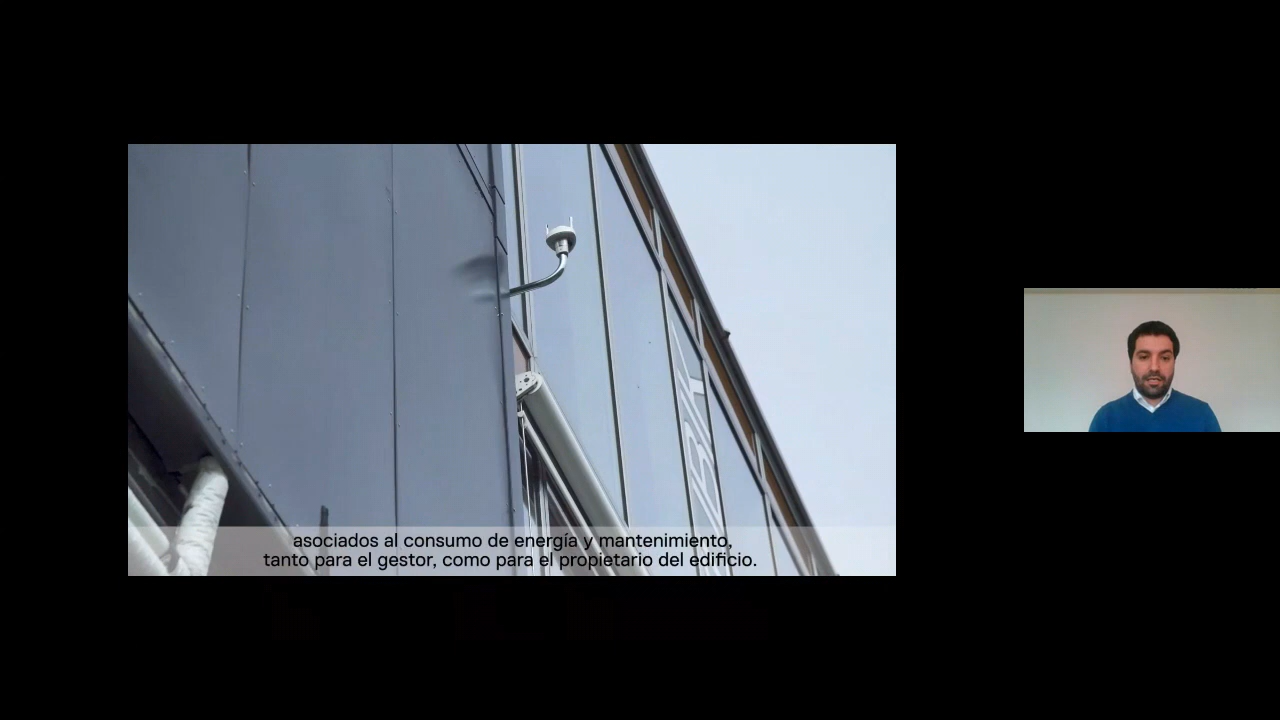 asociados al consumo de energía y mantenimiento,
tanto para el gestor, como para el propietario del edificio.